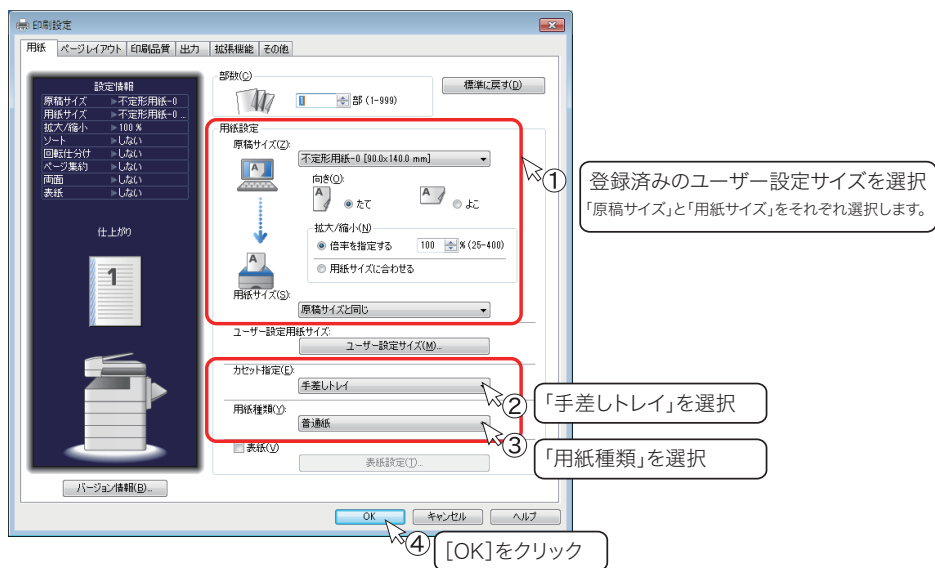 印刷設定
用紙 ページレイアウト 印刷品質 出力 拡張機能 その他
設定情報
原稿サイズ ▶不定形用紙-0
用紙サイズ ▶不定形用紙-0 ...
拡大/縮小 ▶100 %
ソート ▶しない
回転仕分け ▶しない
ページ集約 ▶しない
両面 ▶しない
表紙 ▶しない
仕上がり
1
バージョン情報(B)...
部数(C)
1 部 (1-999)
標準に戻す(D)
用紙設定
原稿サイズ(Z):
不定形用紙-0 [90.0x140.0 mm]
向き(O):
A たて A よこ
拡大/縮小(N)
倍率を指定する 100 % (25-400)
用紙サイズに合わせる
A
A
用紙サイズ(S):
原稿サイズと同じ
ユーザー設定用紙サイズ:
ユーザー設定サイズ(M)...
カセット指定(E):
手差しトレイ
用紙種類(Y):
普通紙
表紙(V)
表紙設定(T)...
OK キャンセル ヘルプ
①
登録済みのユーザー設定サイズを選択
「原稿サイズ」と「用紙サイズ」をそれぞれ選択します。
②
「手差しトレイ」を選択
③
「用紙種類」を選択
④
[OK]をクリック